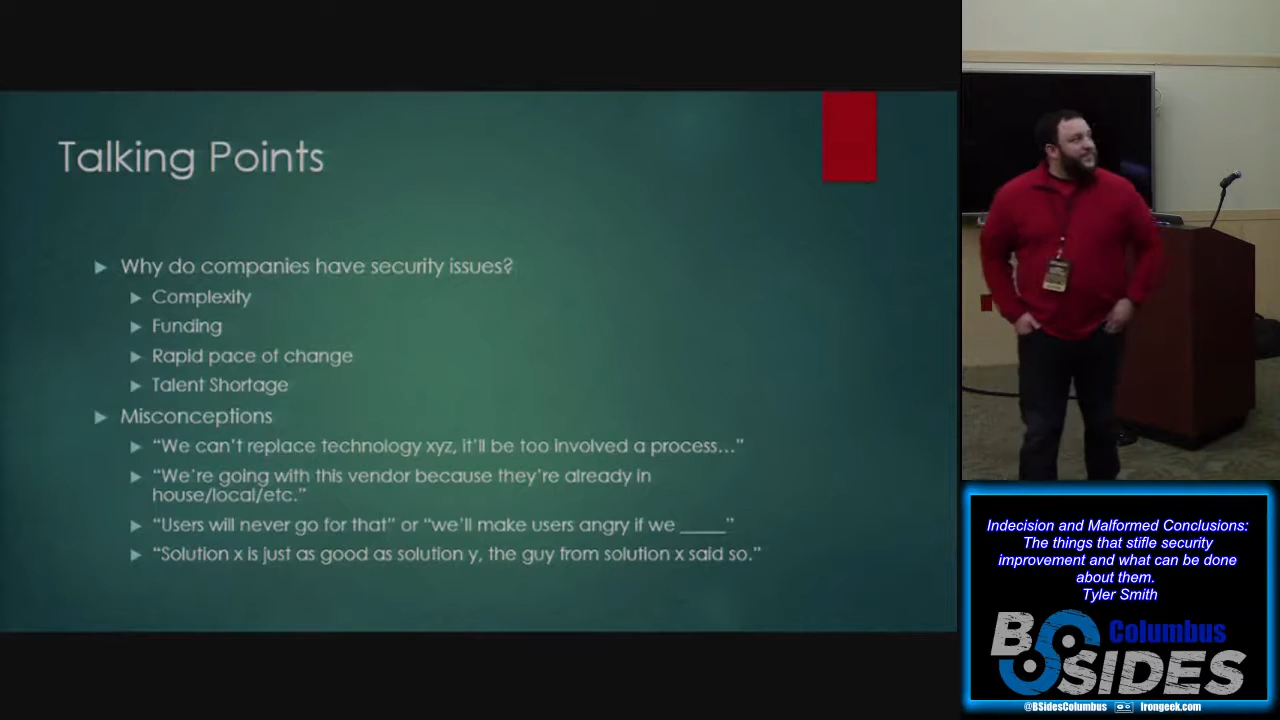 Talking Points
Why do companies have security issues?
Complexity
Funding
Rapid pace of change
Talent Shortage
Misconceptions
“We can’t replace technology xyz, it’ll be too involved a process…”
“We’re going with this vendor because they’re already in
house/local/etc.”
“Users will never go for that” or “we’ll make users angry if we _____”
“Solution x is just as good as solution y, the guy from solution x said so.”
Indecision and Malformed Conclusions:
The things that stifle security
improvement and what can be done
about them.
Tyler Smith
BSIDES
Columbus
@BSidesColumbus Irongeek.com